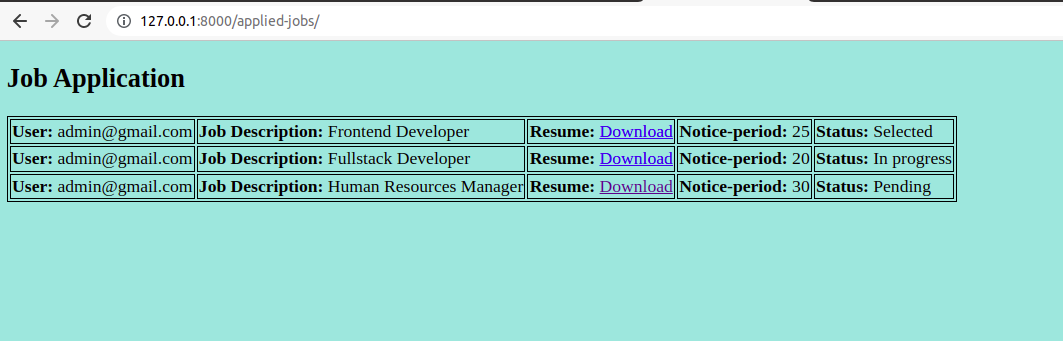 127.0.0.1:8000/applied-jobs/
Job Application
User: admin@gmail.com Job Description: Frontend Developer Resume: Download Notice-period: 25 Status: Selected
User: admin@gmail.com Job Description: Fullstack Developer Resume: Download Notice-period: 20 Status: In progress
User: admin@gmail.com Job Description: Human Resources Manager Resume: Download Notice-period: 30 Status: Pending